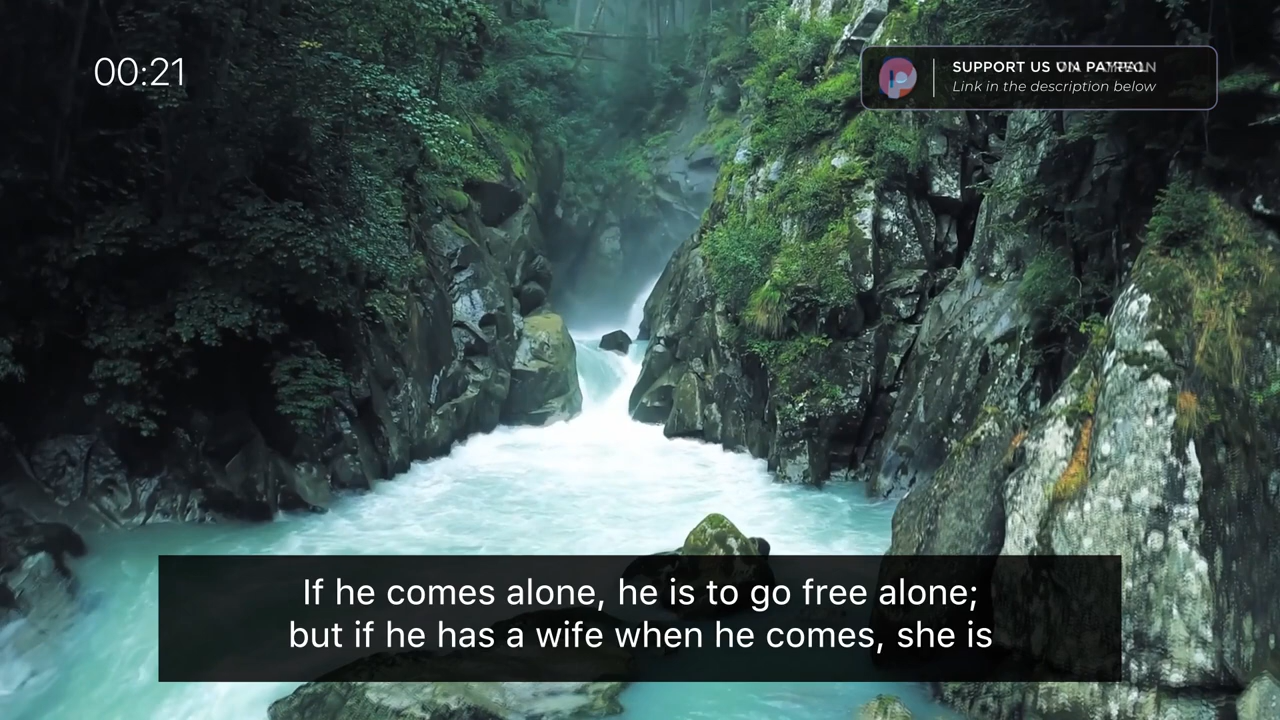 00:21
SUPPORT US
Link in the description below
If he comes alone, he is to go free alone;
but if he has a wife when he comes, she is